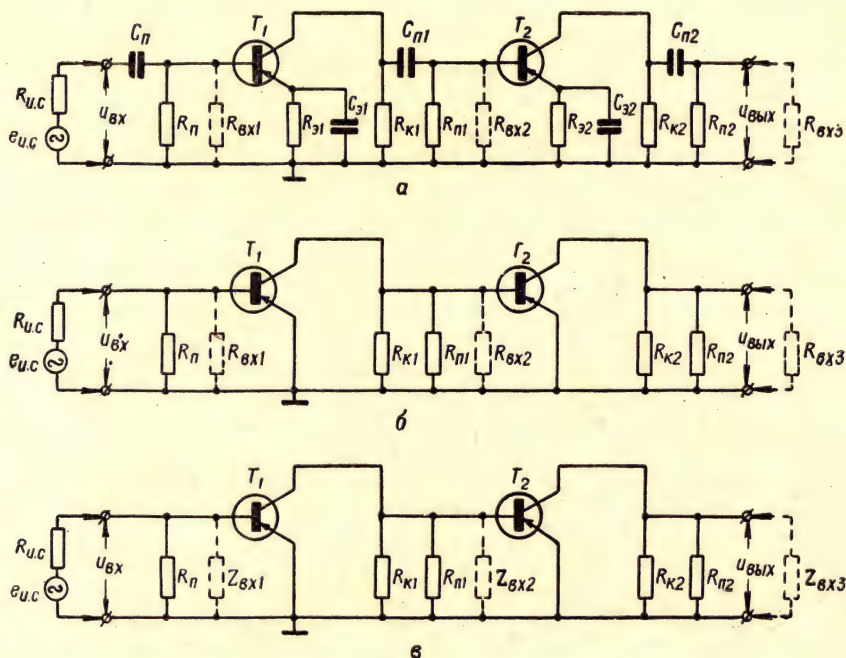 Cп T₁ Cп1 T₂ Cп2
Rи.с
eи.с
uвх
Rп
Rвх1
Rэ1
Cэ1
Rк1
Rп1
Rвх2
Rэ2
Cэ2
Rк2
Rп2
uвых
Rвх3
а
T₁ Г₂
Rи.с
eи.с
uвх
Rп
Rвх1
Rк1
Rп1
Rвх2
Rк2
Rп2
uвых
Rвх3
б
T₁ T₂
Rи.с
eи.с
uвх
Rп
Zвх1
Rк1
Rп1
Zвх2
Rк2
Rп2
uвых
Zвх3
в